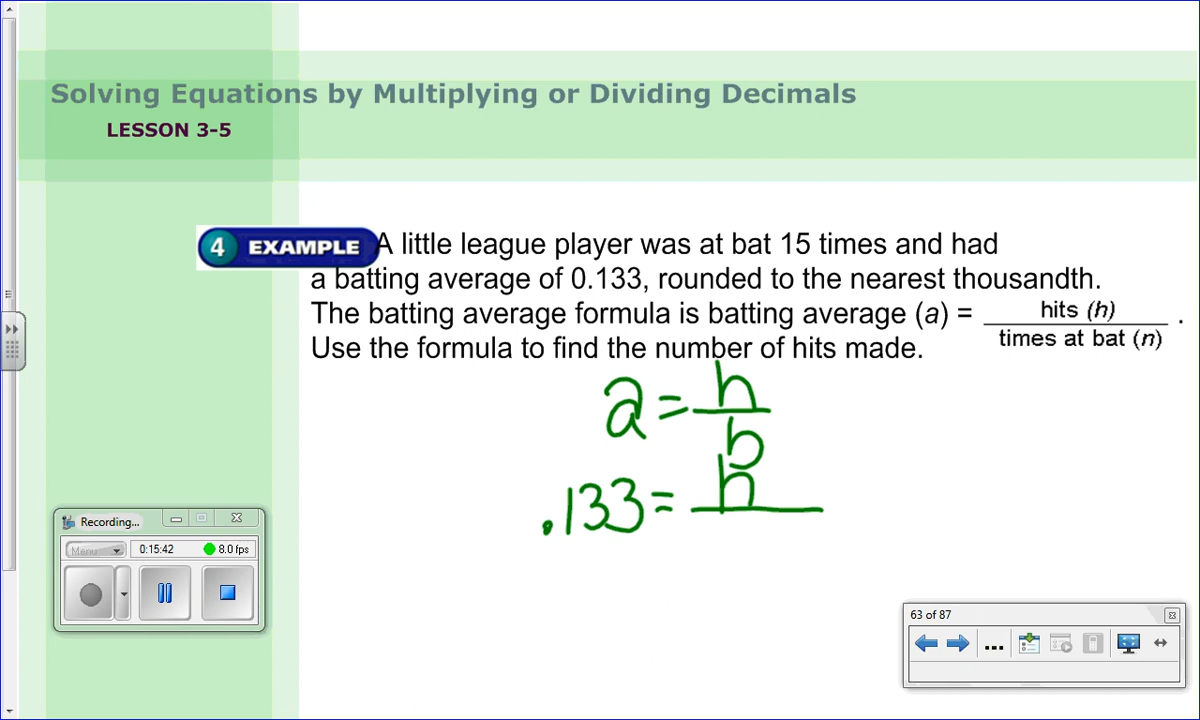 Solving Equations by Multiplying or Dividing Decimals
LESSON 3-5
4 EXAMPLE A little league player was at bat 15 times and had
a batting average of 0.133, rounded to the nearest thousandth.
The batting average formula is batting average (a) = hits (h) / times at bat (n) .
Use the formula to find the number of hits made.
a = h / b
.133 = h
Recording...
Menu 0:15:42 8.0 fps
63 of 87
...